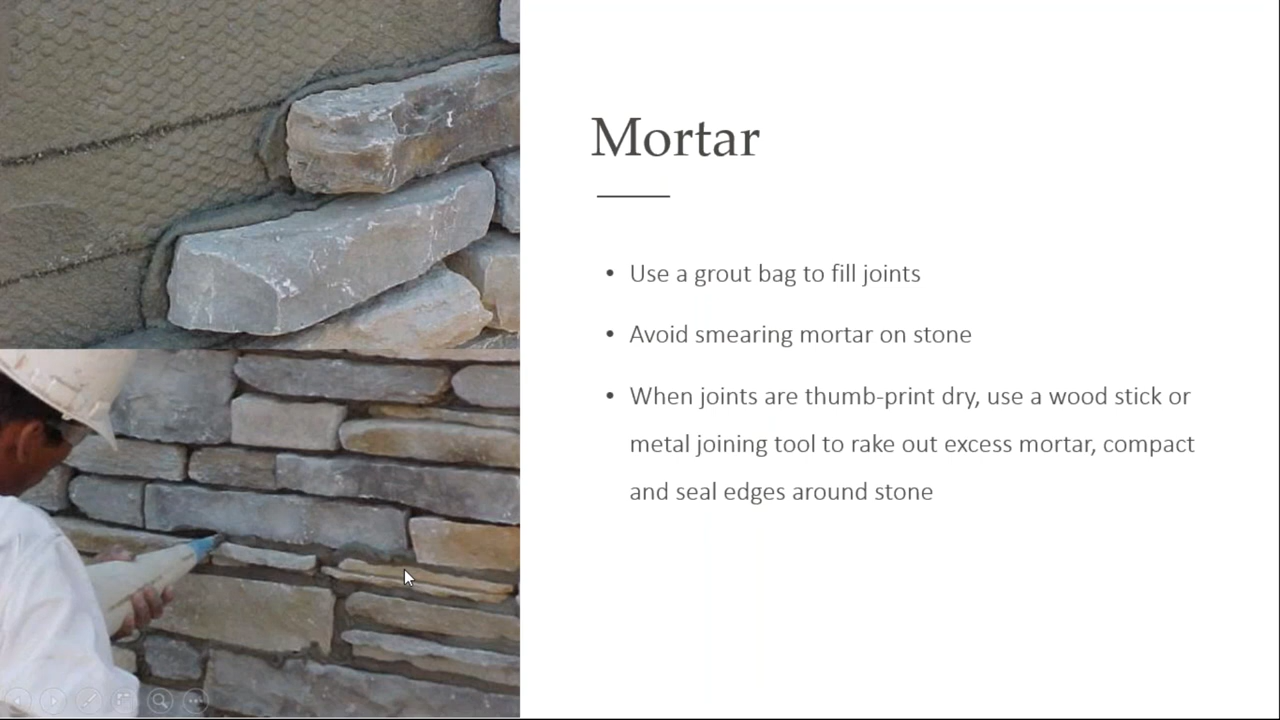 Mortar
• Use a grout bag to fill joints
• Avoid smearing mortar on stone
• When joints are thumb-print dry, use a wood stick or
metal joining tool to rake out excess mortar, compact
and seal edges around stone